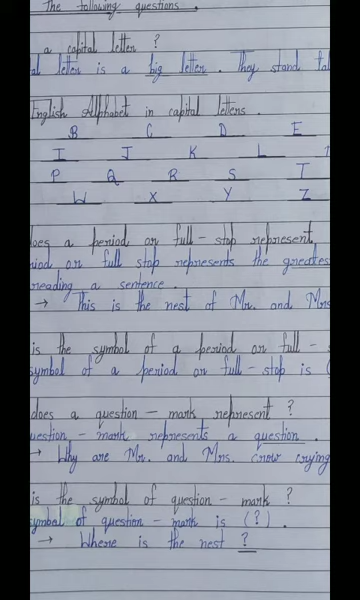 The following questions.
a capital letter ?
al letter is a big letter. They stand tal
English Alphabet in capital letters.
B C D E
I J K L
P Q R S T
W X Y Z
does a period or full - stop represent,
riod or full stop represents the greates
reading a sentence.
→ This is the nest of Mr. and Mrs
is the symbol of a period or full -
symbol of a period or full - stop is (
does a question - mark represent ?
uestion - mark represents a question.
→ Why are Mr. and Mrs. crow crying
is the symbol of question - mark ?
symbol of question - mark is (?).
→ Where is the nest ?